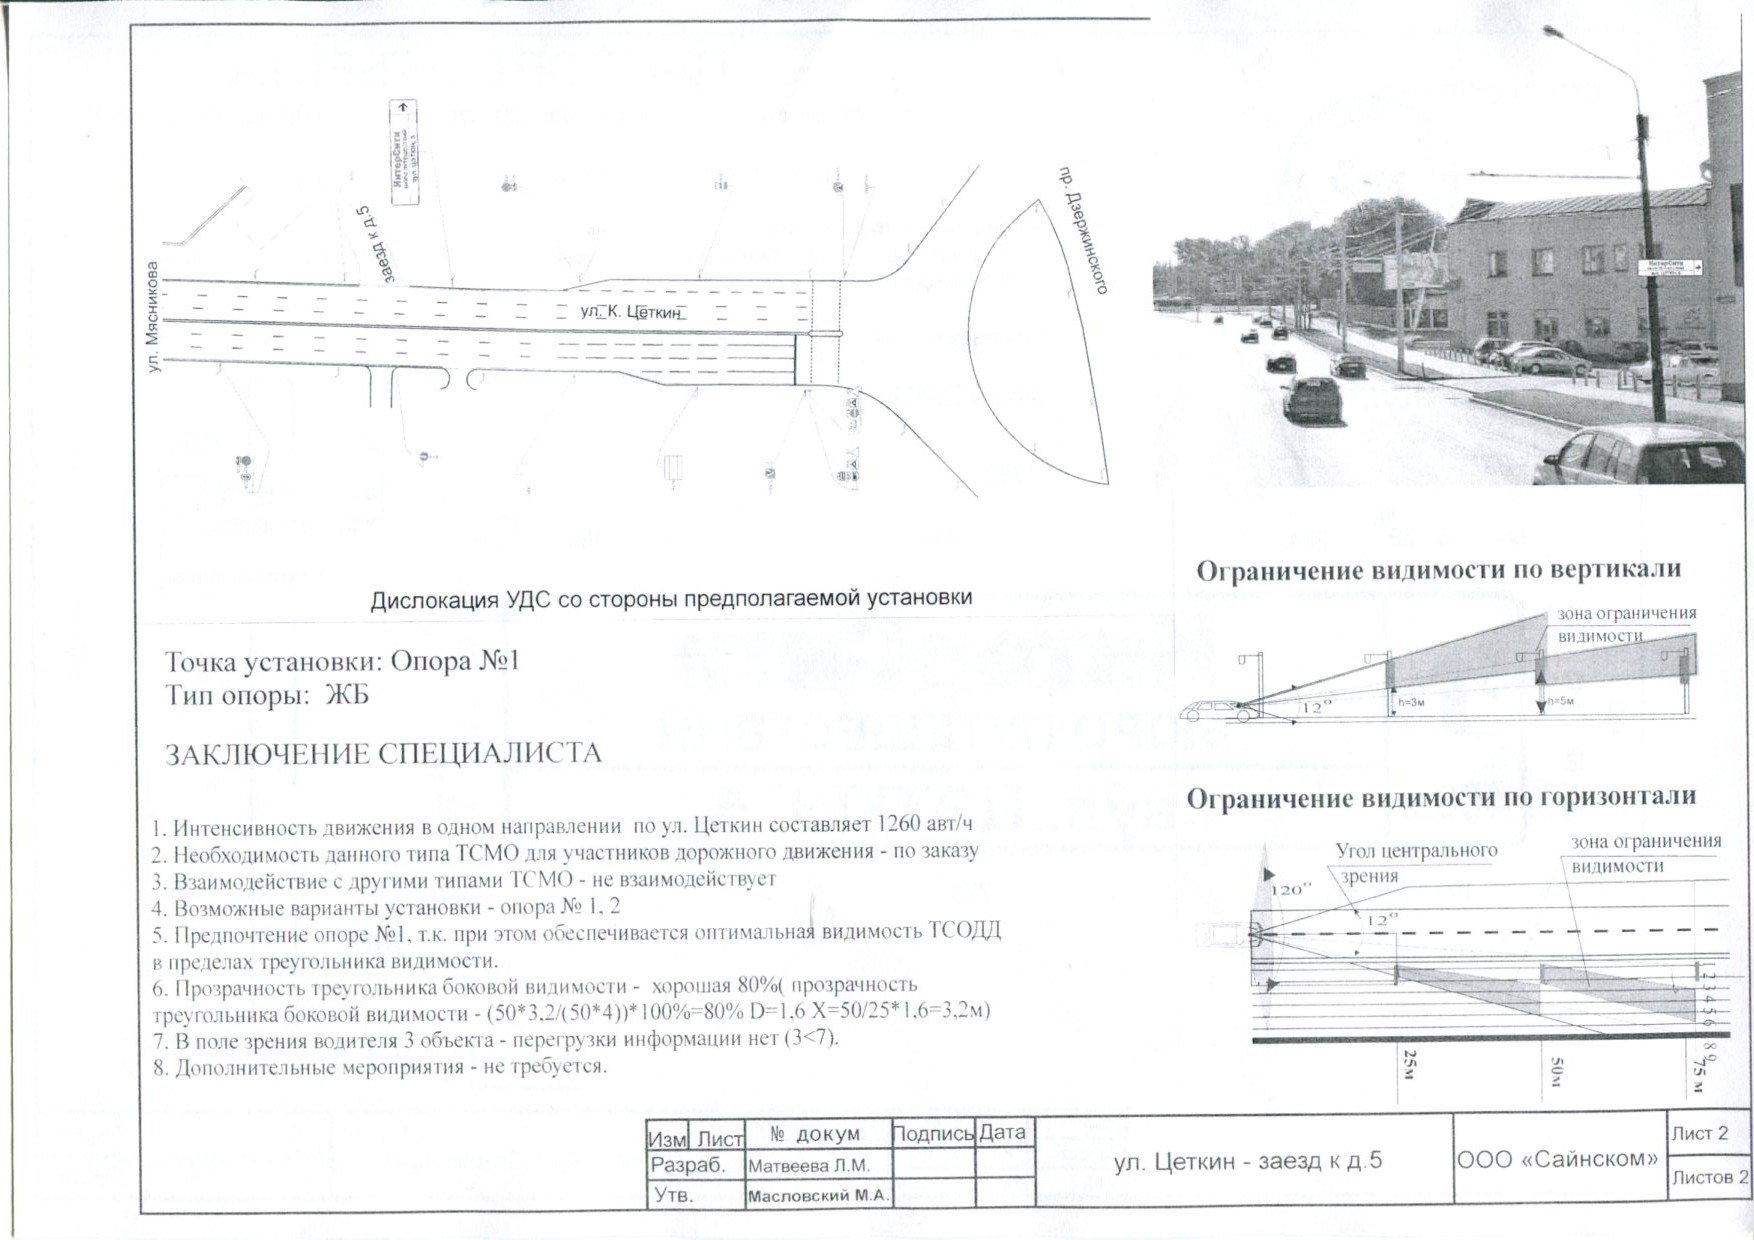 ИнтерСити
вул. ЦЭТКІН, 5
заезд к д.5
пр. Дзержинского
ул. Мясникова
ул. К. Цеткин
ИнтерСити
Дислокация УДС со стороны предполагаемой установки
Точка установки: Опора №1
Тип опоры: ЖБ
ЗАКЛЮЧЕНИЕ СПЕЦИАЛИСТА
1. Интенсивность движения в одном направлении по ул. Цеткин составляет 1260 авт/ч
2. Необходимость данного типа ТСМО для участников дорожного движения - по заказу
3. Взаимодействие с другими типами ТСМО - не взаимодействует
4. Возможные варианты установки - опора № 1, 2
5. Предпочтение опоре №1, т.к. при этом обеспечивается оптимальная видимость ТСОДД
в пределах треугольника видимости.
6. Прозрачность треугольника боковой видимости - хорошая 80%( прозрачность
треугольника боковой видимости - (50*3,2/(50*4))*100%=80% D=1.6 X=50/25*1.6=3,2м)
7. В поле зрения водителя 3 объекта - перегрузки информации нет (3<7).
8. Дополнительные мероприятия - не требуется.
Ограничение видимости по вертикали
зона ограничения
видимости
12°
h=3м
h=5м
Ограничение видимости по горизонтали
Угол центрального
зрения
зона ограничения
видимости
120°
12°
1 2 3 4 5 6
8 9
25м
50м
75 м
Изм Лист № докум Подпись Дата
Разраб. Матвеева Л.М.
Утв. Масловский М.А.
ул. Цеткин - заезд к д.5
ООО «Сайнском»
Лист 2
Листов 2